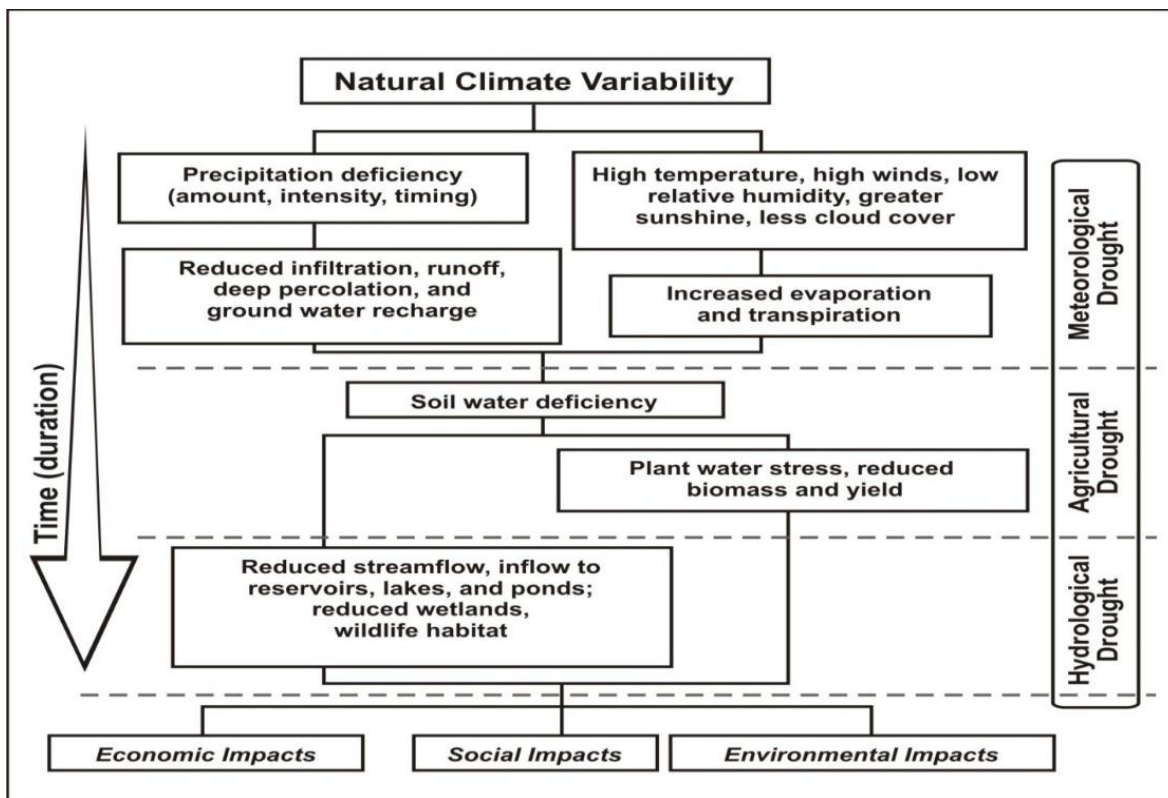 Natural Climate Variability
Precipitation deficiency
(amount, intensity, timing)
High temperature, high winds, low
relative humidity, greater
sunshine, less cloud cover
Reduced infiltration, runoff,
deep percolation, and
ground water recharge
Increased evaporation
and transpiration
Soil water deficiency
Plant water stress, reduced
biomass and yield
Reduced streamflow, inflow to
reservoirs, lakes, and ponds;
reduced wetlands,
wildlife habitat
Economic Impacts
Social Impacts
Environmental Impacts
Time (duration)
Meteorological
Drought
Agricultural
Drought
Hydrological
Drought